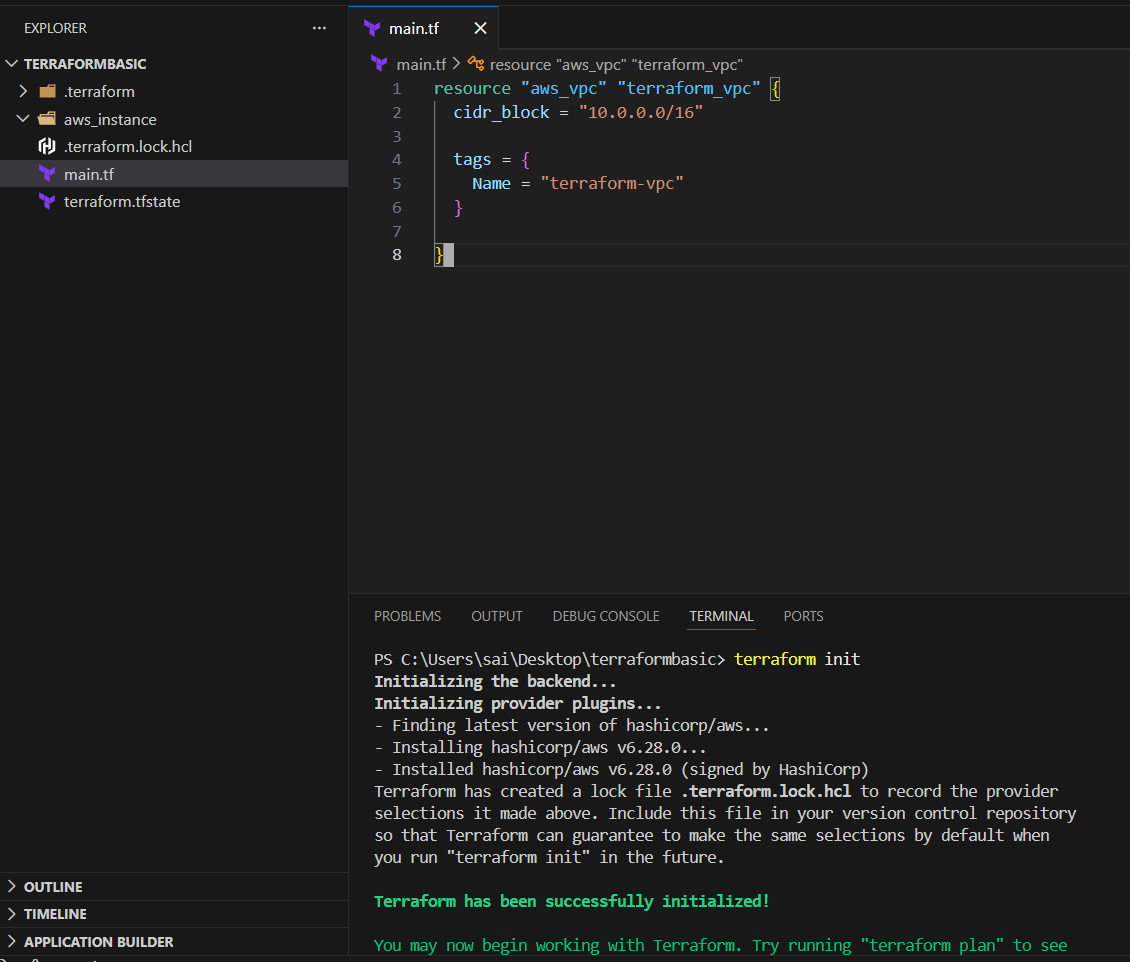 EXPLORER
TERRAFORMBASIC
.terraform
aws_instance
.terraform.lock.hcl
main.tf
terraform.tfstate
OUTLINE
TIMELINE
APPLICATION BUILDER
main.tf
main.tf > resource "aws_vpc" "terraform_vpc"
1 resource "aws_vpc" "terraform_vpc" {
2 cidr_block = "10.0.0.0/16"
3
4 tags = {
5 Name = "terraform-vpc"
6 }
7
8 }
PROBLEMS OUTPUT DEBUG CONSOLE TERMINAL PORTS
PS C:\Users\sai\Desktop\terraformbasic> terraform init
Initializing the backend...
Initializing provider plugins...
- Finding latest version of hashicorp/aws...
- Installing hashicorp/aws v6.28.0...
- Installed hashicorp/aws v6.28.0 (signed by HashiCorp)
Terraform has created a lock file .terraform.lock.hcl to record the provider
selections it made above. Include this file in your version control repository
so that Terraform can guarantee to make the same selections by default when
you run "terraform init" in the future.
Terraform has been successfully initialized!
You may now begin working with Terraform. Try running "terraform plan" to see